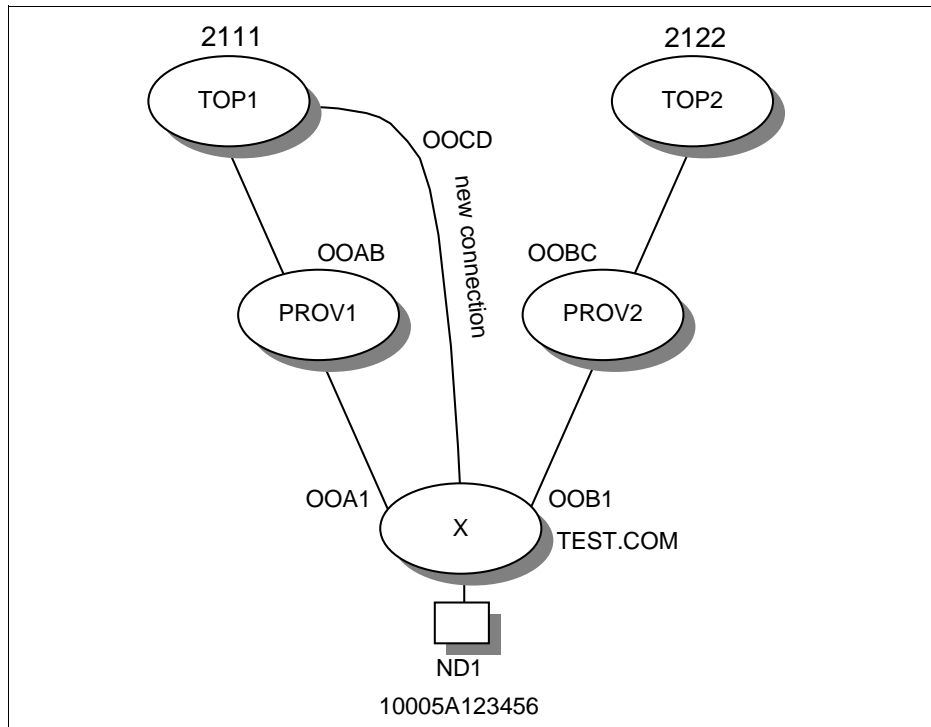 2111
2122
TOP1
TOP2
OOCD
new connection
OOAB
OOBC
PROV1
PROV2
OOA1
OOB1
X
TEST.COM
ND1
10005A123456